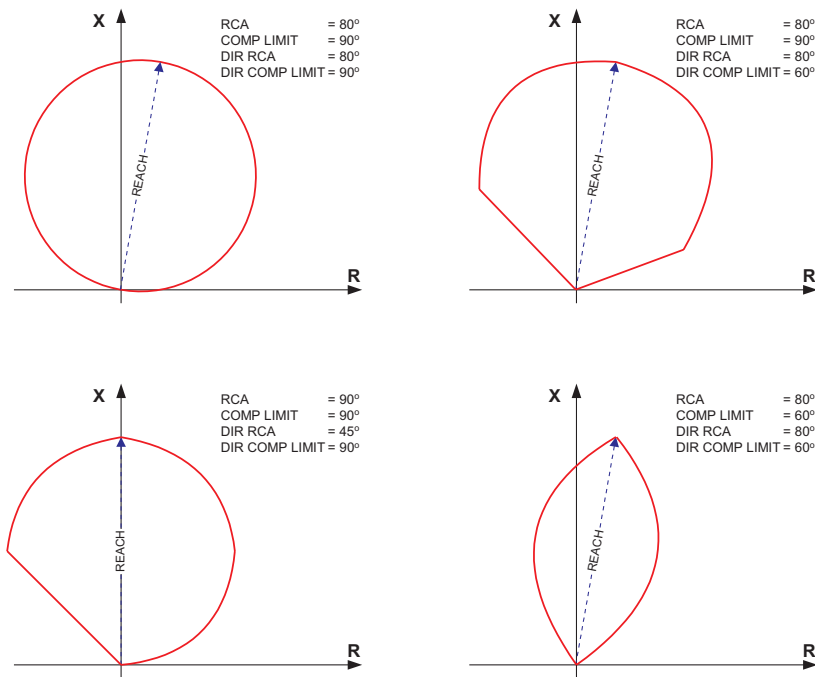 X
RCA = 80º
COMP LIMIT = 90º
DIR RCA = 80º
DIR COMP LIMIT = 90º
REACH
R
X
RCA = 80º
COMP LIMIT = 90º
DIR RCA = 80º
DIR COMP LIMIT = 60º
REACH
R
X
RCA = 90º
COMP LIMIT = 90º
DIR RCA = 45º
DIR COMP LIMIT = 90º
REACH
R
X
RCA = 80º
COMP LIMIT = 60º
DIR RCA = 80º
DIR COMP LIMIT = 60º
REACH
R